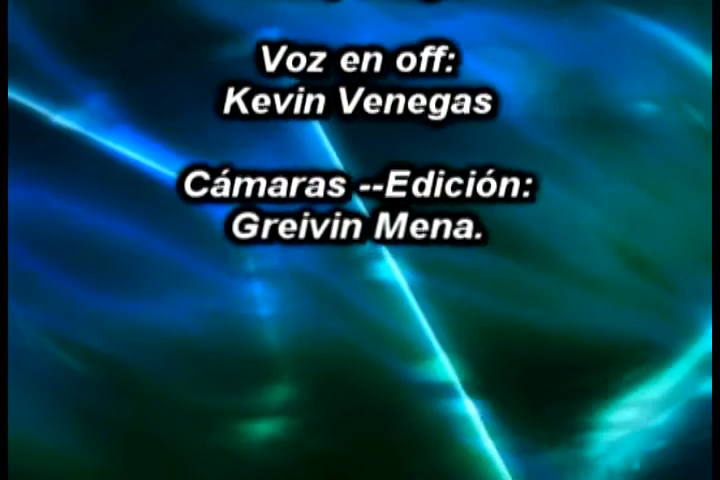 Voz en off:
Kevin Venegas
Cámaras --Edición:
Greivin Mena.